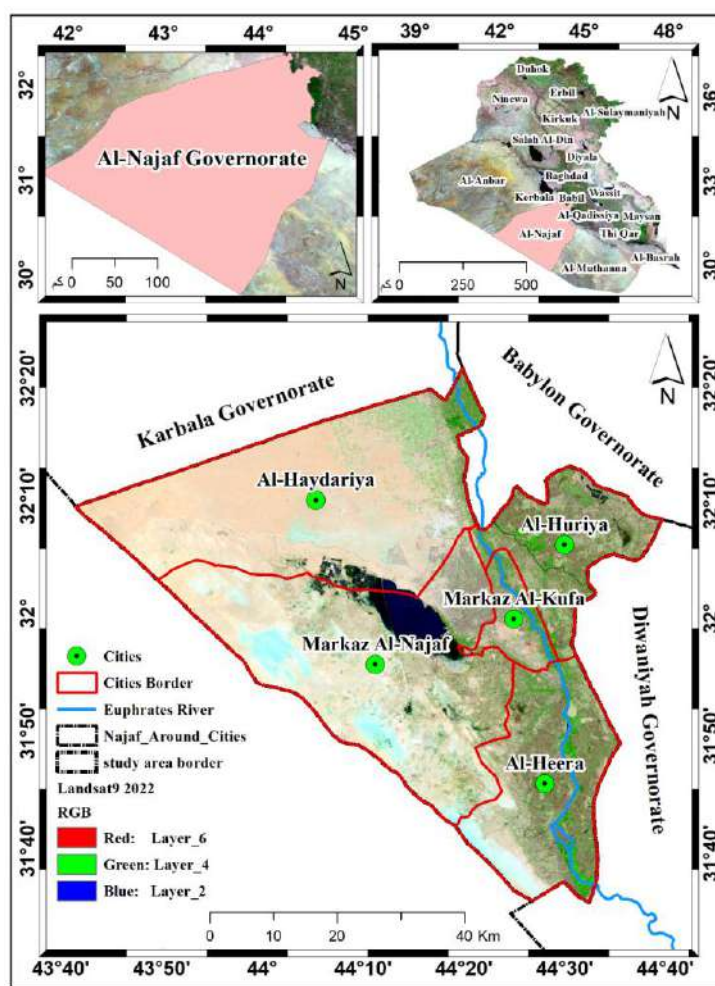 42° 43° 44° 45°
32°
31°
30°
Al-Najaf Governorate
كم 0 50 100
N
39° 42° 45° 48°
36°
33°
30°
N
Duhok
Ninewa
Erbil
Al-Sulaymaniyah
Kirkuk
Salah Al-Din
Diyala
Al-Anbar
Baghdad
Kerbala
Babil
Wassit
Al-Qadissiya
Maysan
Al-Najaf
Thi Qar
Al-Basrah
Al-Muthanna
كم 0 250 500
Karbala Governorate
Babylon Governorate
Diwaniyah Governorate
N
32°20'
32°10'
32°
31°50'
31°40'
Al-Haydariya
Al-Huriya
Markaz Al-Kufa
Markaz Al-Najaf
Al-Heera
Cities
Cities Border
Euphrates River
Najaf_Around_Cities
study area border
Landsat9 2022
RGB
Red: Layer_6
Green: Layer_4
Blue: Layer_2
0 10 20 40 Km
43°40' 43°50' 44° 44°10' 44°20' 44°30' 44°40'